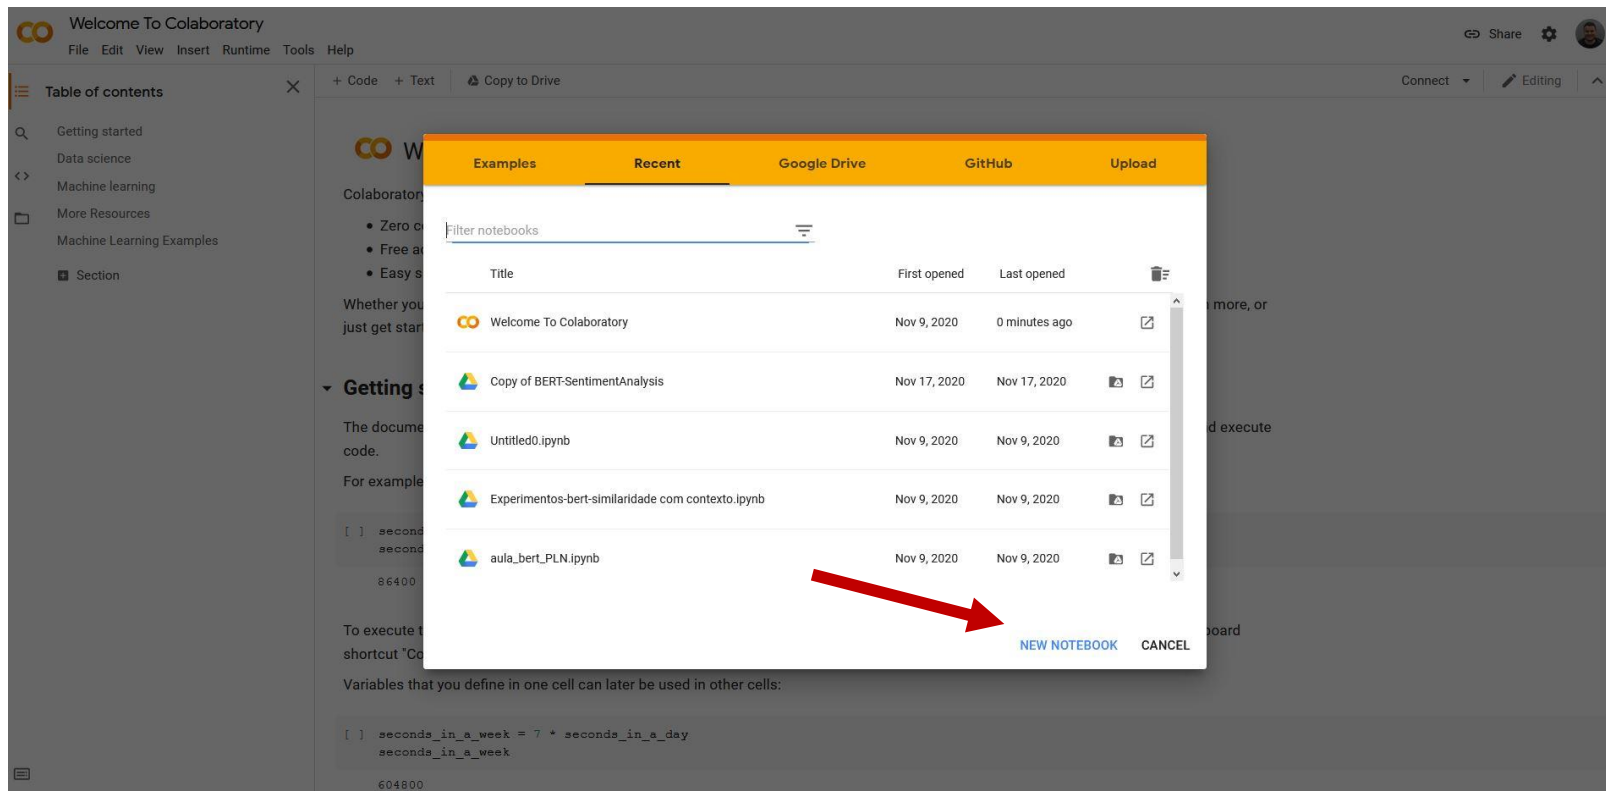 Welcome To Colaboratory
File Edit View Insert Runtime Tools Help
Share
Table of contents
+ Code + Text Copy to Drive
Connect Editing
Getting started
Data science
Machine learning
More Resources
Machine Learning Examples
Section
W
Colaboratory
Zero
Free
Easy
Whether you
more, or
just get
Getting
The
execute
code.
For example
[ ]
86400
To execute
shortcut
Variables that you define in one cell can later be used in other cells:
[ ] seconds_in_a_week = 7 * seconds_in_a_day
seconds_in_a_week
604800
Examples Recent Google Drive GitHub Upload
Filter notebooks
Title First opened Last opened
Welcome To Colaboratory Nov 9, 2020 0 minutes ago
Copy of BERT-SentimentAnalysis Nov 17, 2020 Nov 17, 2020
Untitled0.ipynb Nov 9, 2020 Nov 9, 2020
Experimentos-bert-similaridade com contexto.ipynb Nov 9, 2020 Nov 9, 2020
aula_bert_PLN.ipynb Nov 9, 2020 Nov 9, 2020
NEW NOTEBOOK CANCEL